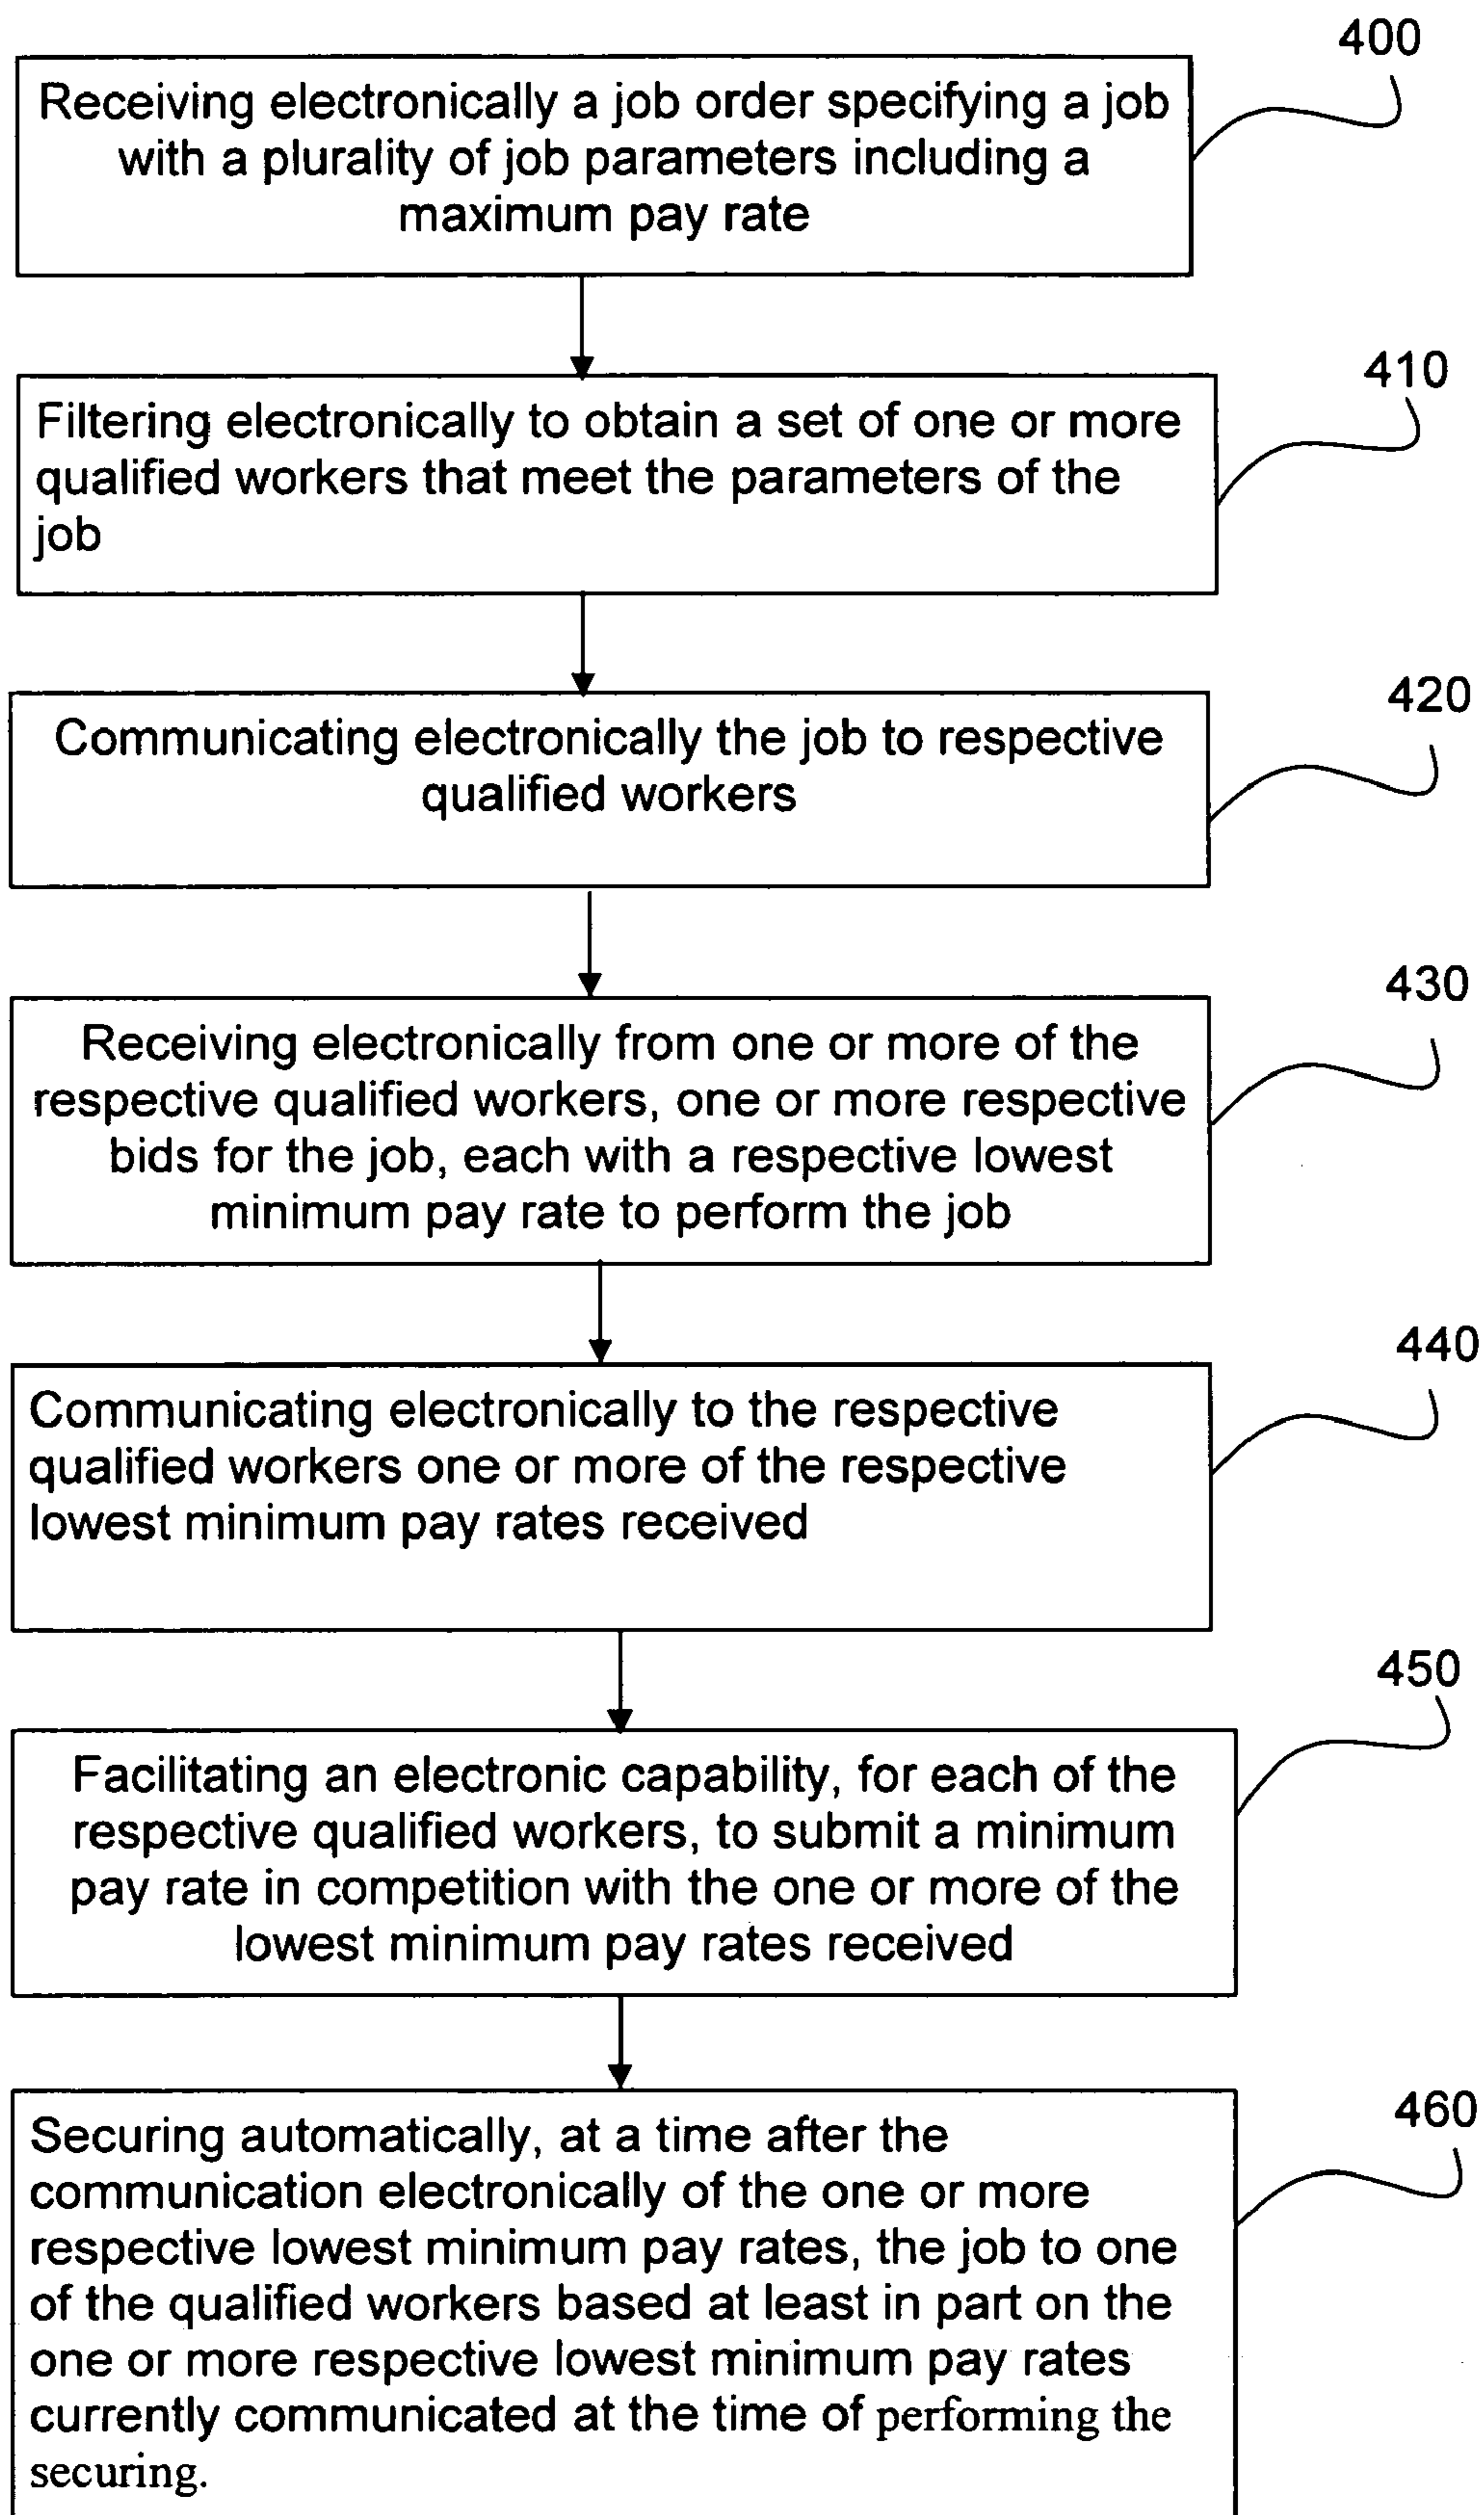 400
Receiving electronically a job order specifying a job
with a plurality of job parameters including a
maximum pay rate
410
Filtering electronically to obtain a set of one or more
qualified workers that meet the parameters of the
job
420
Communicating electronically the job to respective
qualified workers
430
Receiving electronically from one or more of the
respective qualified workers, one or more respective
bids for the job, each with a respective lowest
minimum pay rate to perform the job
440
Communicating electronically to the respective
qualified workers one or more of the respective
lowest minimum pay rates received
450
Facilitating an electronic capability, for each of the
respective qualified workers, to submit a minimum
pay rate in competition with the one or more of the
lowest minimum pay rates received
460
Securing automatically, at a time after the
communication electronically of the one or more
respective lowest minimum pay rates, the job to one
of the qualified workers based at least in part on the
one or more respective lowest minimum pay rates
currently communicated at the time of performing the
securing.